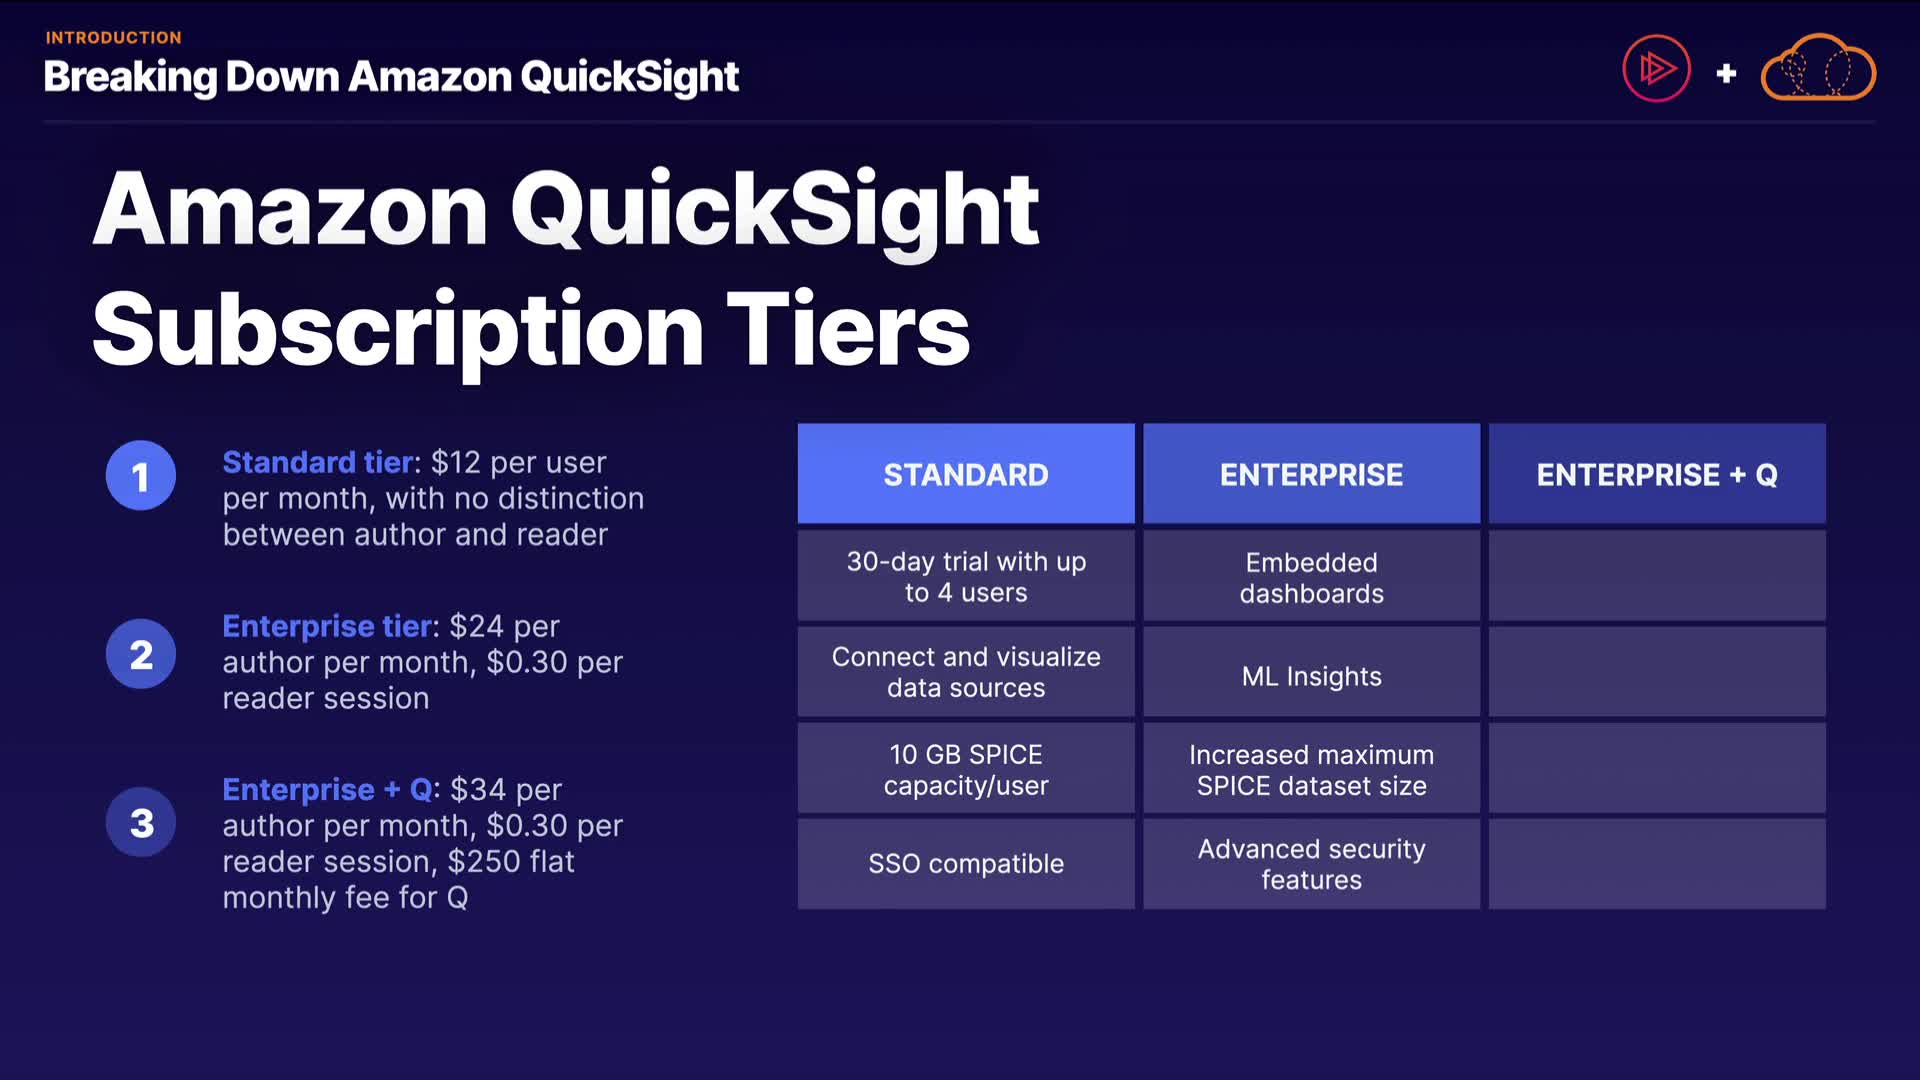 INTRODUCTION
Breaking Down Amazon QuickSight
+
Amazon QuickSight
Subscription Tiers
1
Standard tier: $12 per user
per month, with no distinction
between author and reader
2
Enterprise tier: $24 per
author per month, $0.30 per
reader session
3
Enterprise + Q: $34 per
author per month, $0.30 per
reader session, $250 flat
monthly fee for Q
STANDARD
ENTERPRISE
ENTERPRISE + Q
30-day trial with up
to 4 users
Embedded
dashboards
Connect and visualize
data sources
ML Insights
10 GB SPICE
capacity/user
Increased maximum
SPICE dataset size
SSO compatible
Advanced security
features